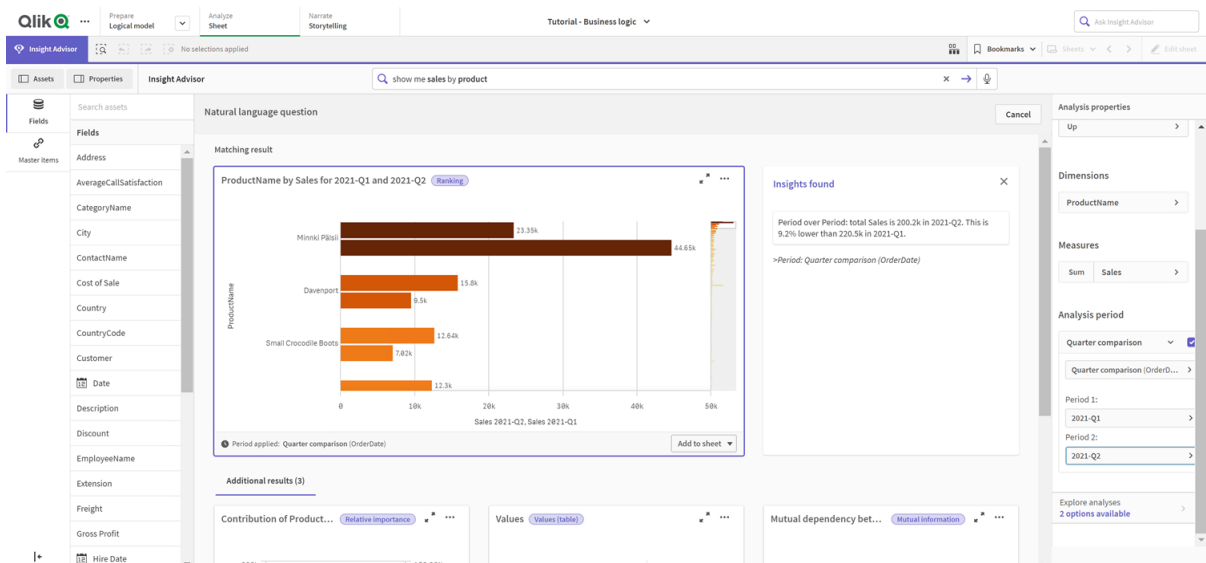 Qlik
Prepare
Logical model
Analyze
Sheet
Narrate
Storytelling
Tutorial - Business logic
Ask Insight Advisor
Insight Advisor
No selections applied
Bookmarks
Sheets
Edit sheet
Assets
Properties
Insight Advisor
show me sales by product
Fields
Master items
Search assets
Fields
Address
AverageCallSatisfaction
CategoryName
City
ContactName
Cost of Sale
Country
CountryCode
Customer
Date
Description
Discount
EmployeeName
Extension
Freight
Gross Profit
Hire Date
Natural language question
Cancel
Matching result
ProductName by Sales for 2021-Q1 and 2021-Q2
Ranking
ProductName
Minnki Pälsii
23.35k
44.65k
Davenport
15.8k
9.5k
Small Crocodile Boots
12.64k
7.02k
12.3k
0 10k 20k 30k 40k 50k
Sales 2021-Q2, Sales 2021-Q1
Period applied: Quarter comparison (OrderDate)
Add to sheet
Insights found
Period over Period: total Sales is 200.2k in 2021-Q2. This is
9.2% lower than 220.5k in 2021-Q1.
>Period: Quarter comparison (OrderDate)
Additional results (3)
Contribution of Product...
Relative importance
Values
Values (table)
Mutual dependency bet...
Mutual information
Analysis properties
Up
Dimensions
ProductName
Measures
Sum
Sales
Analysis period
Quarter comparison
Quarter comparison (OrderD...
Period 1:
2021-Q1
Period 2:
2021-Q2
Explore analyses
2 options available